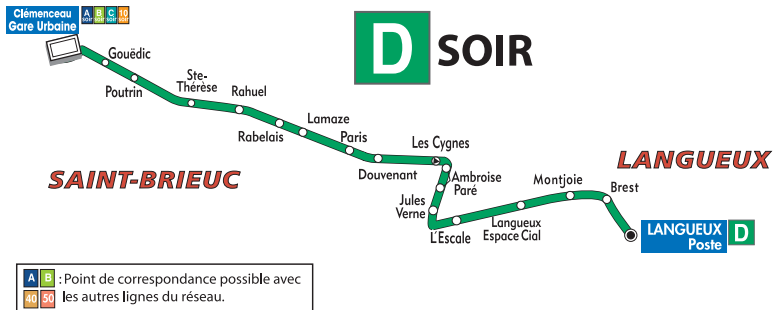 Clémenceau
Gare Urbaine
A soir B soir C soir 10 soir
D SOIR
Gouëdic
Poutrin
Ste-
Thérèse
Rahuel
Rabelais
Lamaze
Paris
Douvenant
Les Cygnes
Ambroise
Paré
Jules
Verne
L'Escale
Langueux
Espace Cial
Montjoie
Brest
SAINT-BRIEUC
LANGUEUX
LANGUEUX
Poste
D
A B : Point de correspondance possible avec
40 50 les autres lignes du réseau.